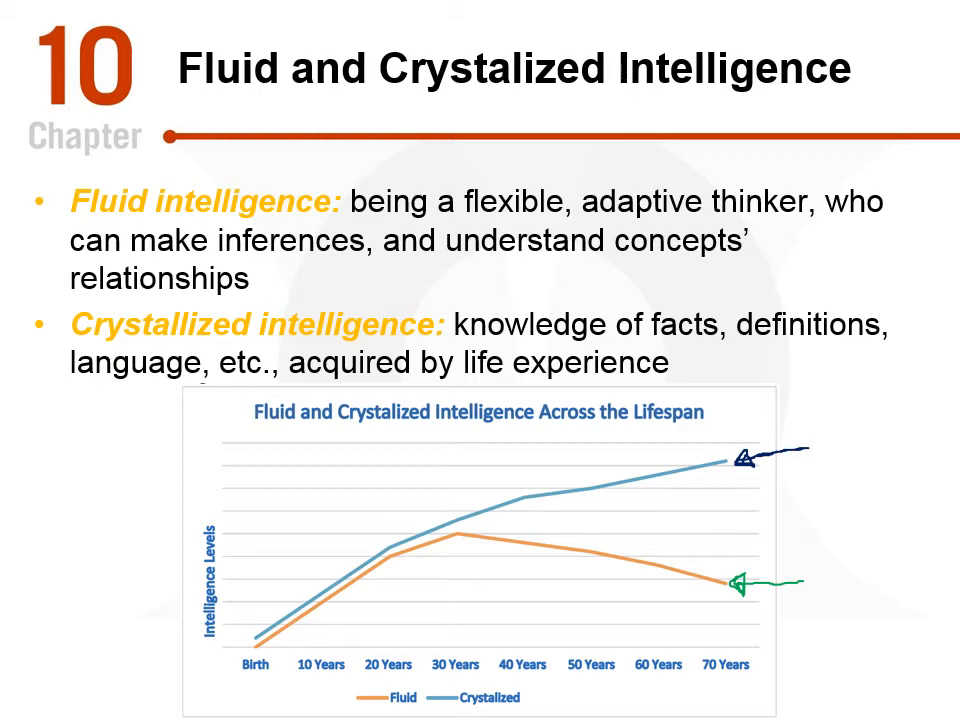 10
Chapter
Fluid and Crystalized Intelligence
• Fluid intelligence: being a flexible, adaptive thinker, who
can make inferences, and understand concepts’
relationships
• Crystallized intelligence: knowledge of facts, definitions,
language, etc., acquired by life experience
Fluid and Crystalized Intelligence Across the Lifespan
Intelligence Levels
Birth 10 Years 20 Years 30 Years 40 Years 50 Years 60 Years 70 Years
Fluid Crystalized